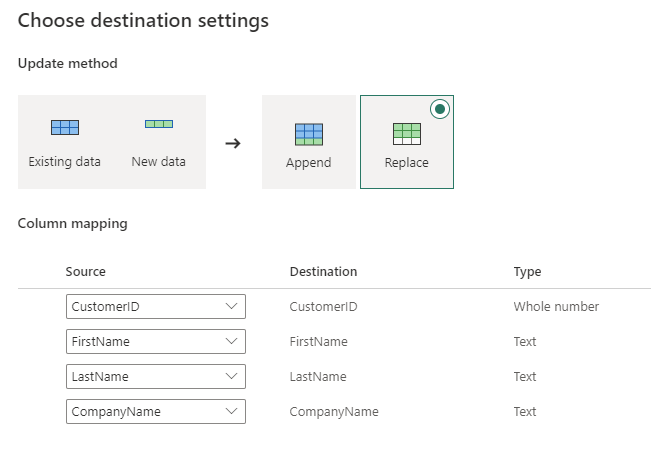 Choose destination settings
Update method
Existing data New data Append Replace
Column mapping
Source Destination Type
CustomerID CustomerID Whole number
FirstName FirstName Text
LastName LastName Text
CompanyName CompanyName Text